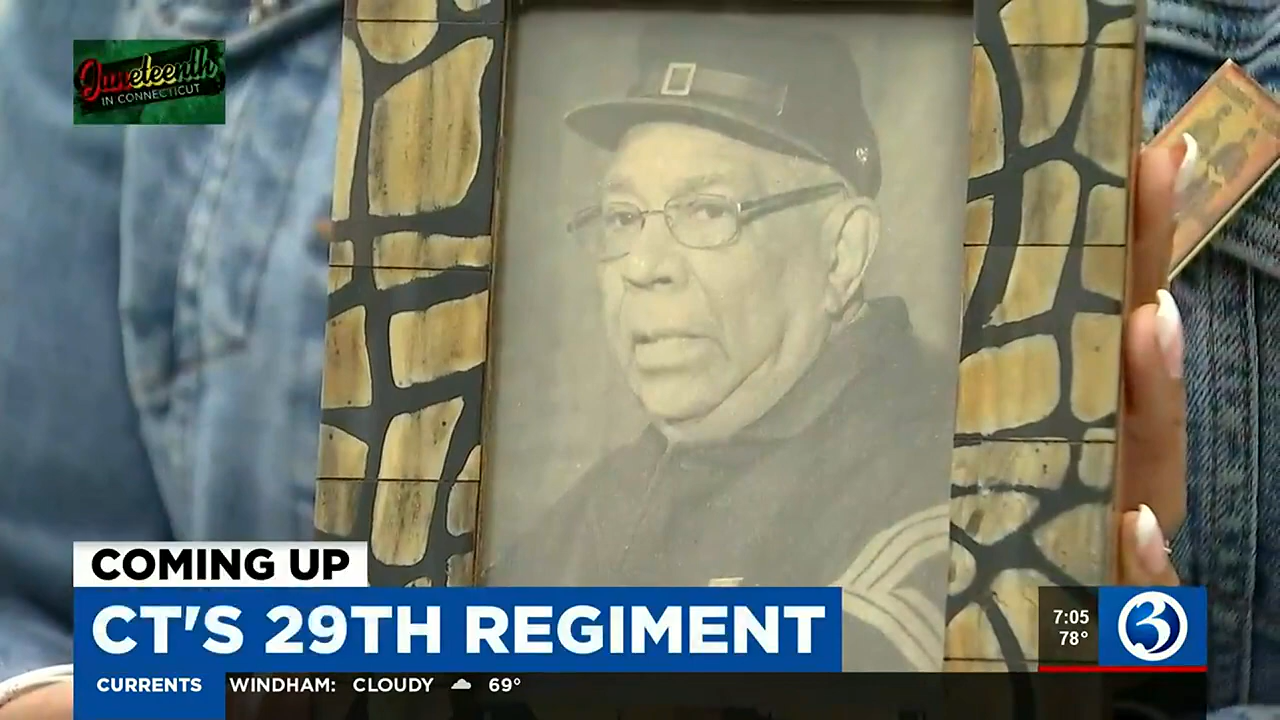 Juneteenth
IN CONNECTICUT
COMING UP
CT'S 29TH REGIMENT
7:05
78°
3
CURRENTS
WINDHAM: CLOUDY 69°